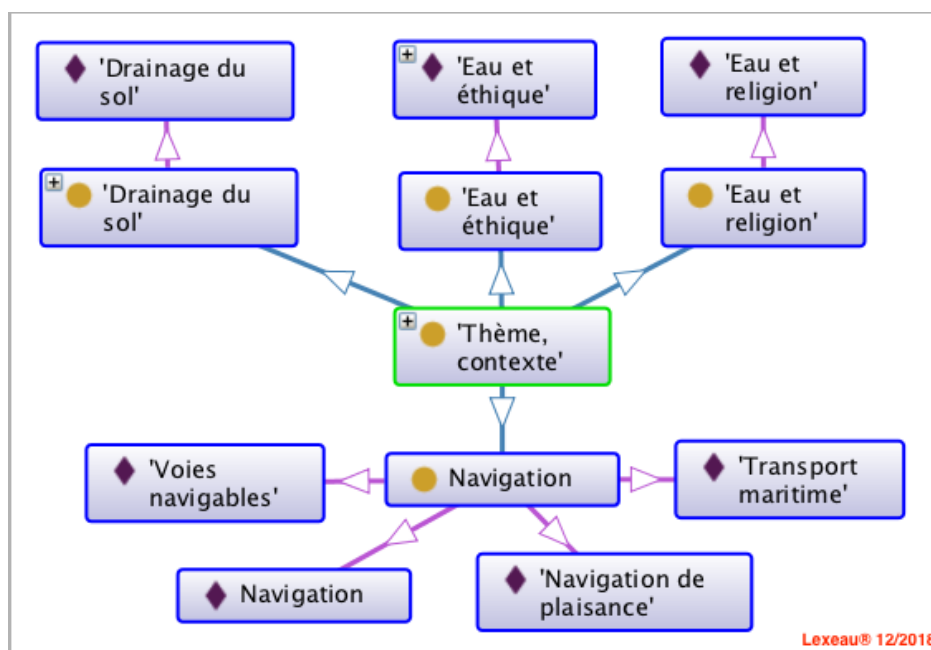 'Drainage du
sol'
'Eau et
éthique'
'Eau et
religion'
'Drainage du
sol'
'Eau et
éthique'
'Eau et
religion'
'Thème,
contexte'
'Voies
navigables'
Navigation
'Transport
maritime'
Navigation
'Navigation de
plaisance'
Lexeau® 12/2018